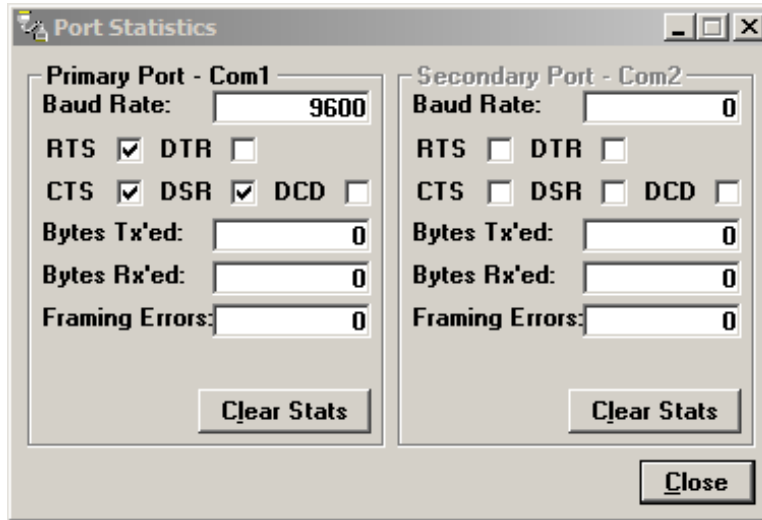 Port Statistics
Primary Port - Com1
Baud Rate: 9600
RTS DTR
CTS DSR DCD
Bytes Tx'ed: 0
Bytes Rx'ed: 0
Framing Errors: 0
Clear Stats
Secondary Port - Com2
Baud Rate: 0
RTS DTR
CTS DSR DCD
Bytes Tx'ed: 0
Bytes Rx'ed: 0
Framing Errors: 0
Clear Stats
Close